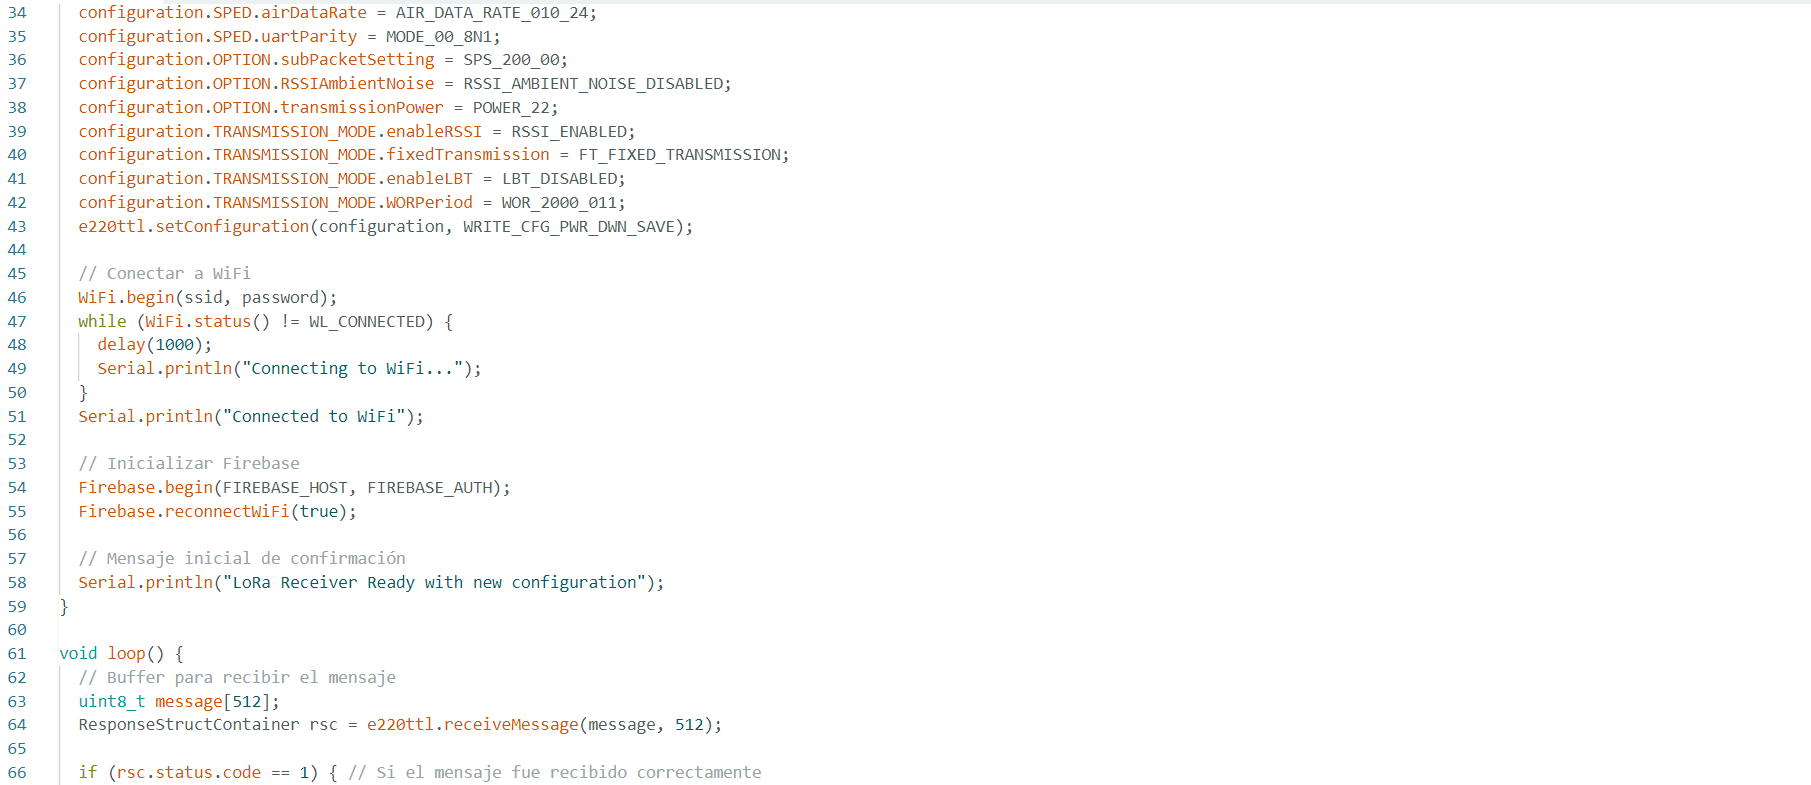 34 configuration.SPED.airDataRate = AIR_DATA_RATE_010_24;
35 configuration.SPED.uartParity = MODE_00_8N1;
36 configuration.OPTION.subPacketSetting = SPS_200_00;
37 configuration.OPTION.RSSIAmbientNoise = RSSI_AMBIENT_NOISE_DISABLED;
38 configuration.OPTION.transmissionPower = POWER_22;
39 configuration.TRANSMISSION_MODE.enableRSSI = RSSI_ENABLED;
40 configuration.TRANSMISSION_MODE.fixedTransmission = FT_FIXED_TRANSMISSION;
41 configuration.TRANSMISSION_MODE.enableLBT = LBT_DISABLED;
42 configuration.TRANSMISSION_MODE.WORPeriod = WOR_2000_011;
43 e220ttl.setConfiguration(configuration, WRITE_CFG_PWR_DWN_SAVE);
44
45 // Conectar a WiFi
46 WiFi.begin(ssid, password);
47 while (WiFi.status() != WL_CONNECTED) {
48 delay(1000);
49 Serial.println("Connecting to WiFi...");
50 }
51 Serial.println("Connected to WiFi");
52
53 // Inicializar Firebase
54 Firebase.begin(FIREBASE_HOST, FIREBASE_AUTH);
55 Firebase.reconnectWiFi(true);
56
57 // Mensaje inicial de confirmación
58 Serial.println("LoRa Receiver Ready with new configuration");
59 }
60
61 void loop() {
62 // Buffer para recibir el mensaje
63 uint8_t message[512];
64 ResponseStructContainer rsc = e220ttl.receiveMessage(message, 512);
65
66 if (rsc.status.code == 1) { // Si el mensaje fue recibido correctamente